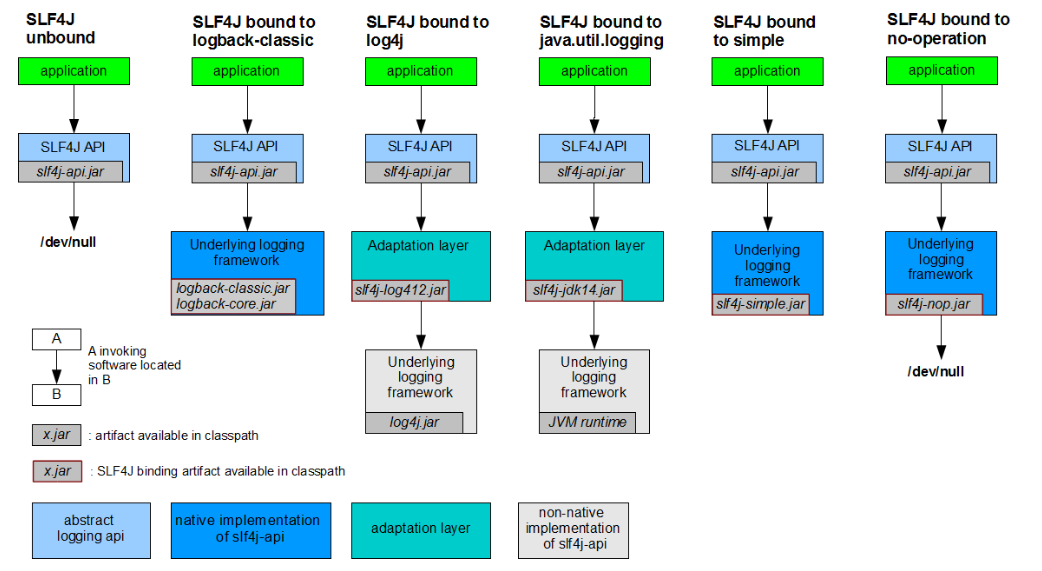 SLF4J
unbound
SLF4J bound to
logback-classic
SLF4J bound to
log4j
SLF4J bound to
java.util.logging
SLF4J bound
to simple
SLF4J bound to
no-operation
application
application
application
application
application
application
SLF4J API
slf4j-api.jar
SLF4J API
slf4j-api.jar
SLF4J API
slf4j-api.jar
SLF4J API
slf4j-api.jar
SLF4J API
slf4j-api.jar
SLF4J API
slf4j-api.jar
/dev/null
Underlying logging
framework
logback-classic.jar
logback-core.jar
Adaptation layer
slf4j-log412.jar
Adaptation layer
slf4j-jdk14.jar
Underlying
logging
framework
slf4j-simple.jar
Underlying
logging
framework
slf4j-nop.jar
Underlying
logging
framework
log4j.jar
Underlying
logging
framework
JVM runtime
/dev/null
A
B
A invoking
software located
in B
x.jar
: artifact available in classpath
x.jar
: SLF4J binding artifact available in classpath
abstract
logging api
native implementation
of slf4j-api
adaptation layer
non-native
implementation
of slf4j-api